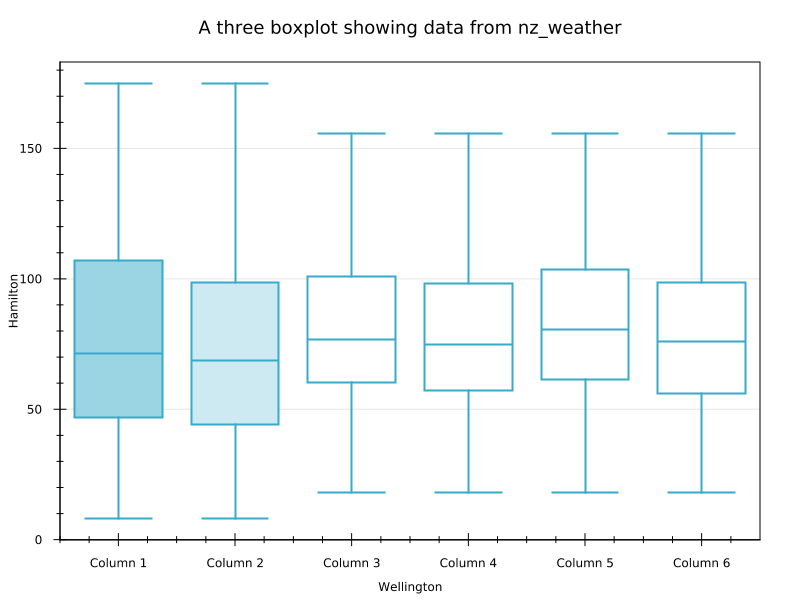 A three boxplot showing data from nz_weather
Hamilton
150
100
50
0
Column 1
Column 2
Column 3
Column 4
Column 5
Column 6
Wellington